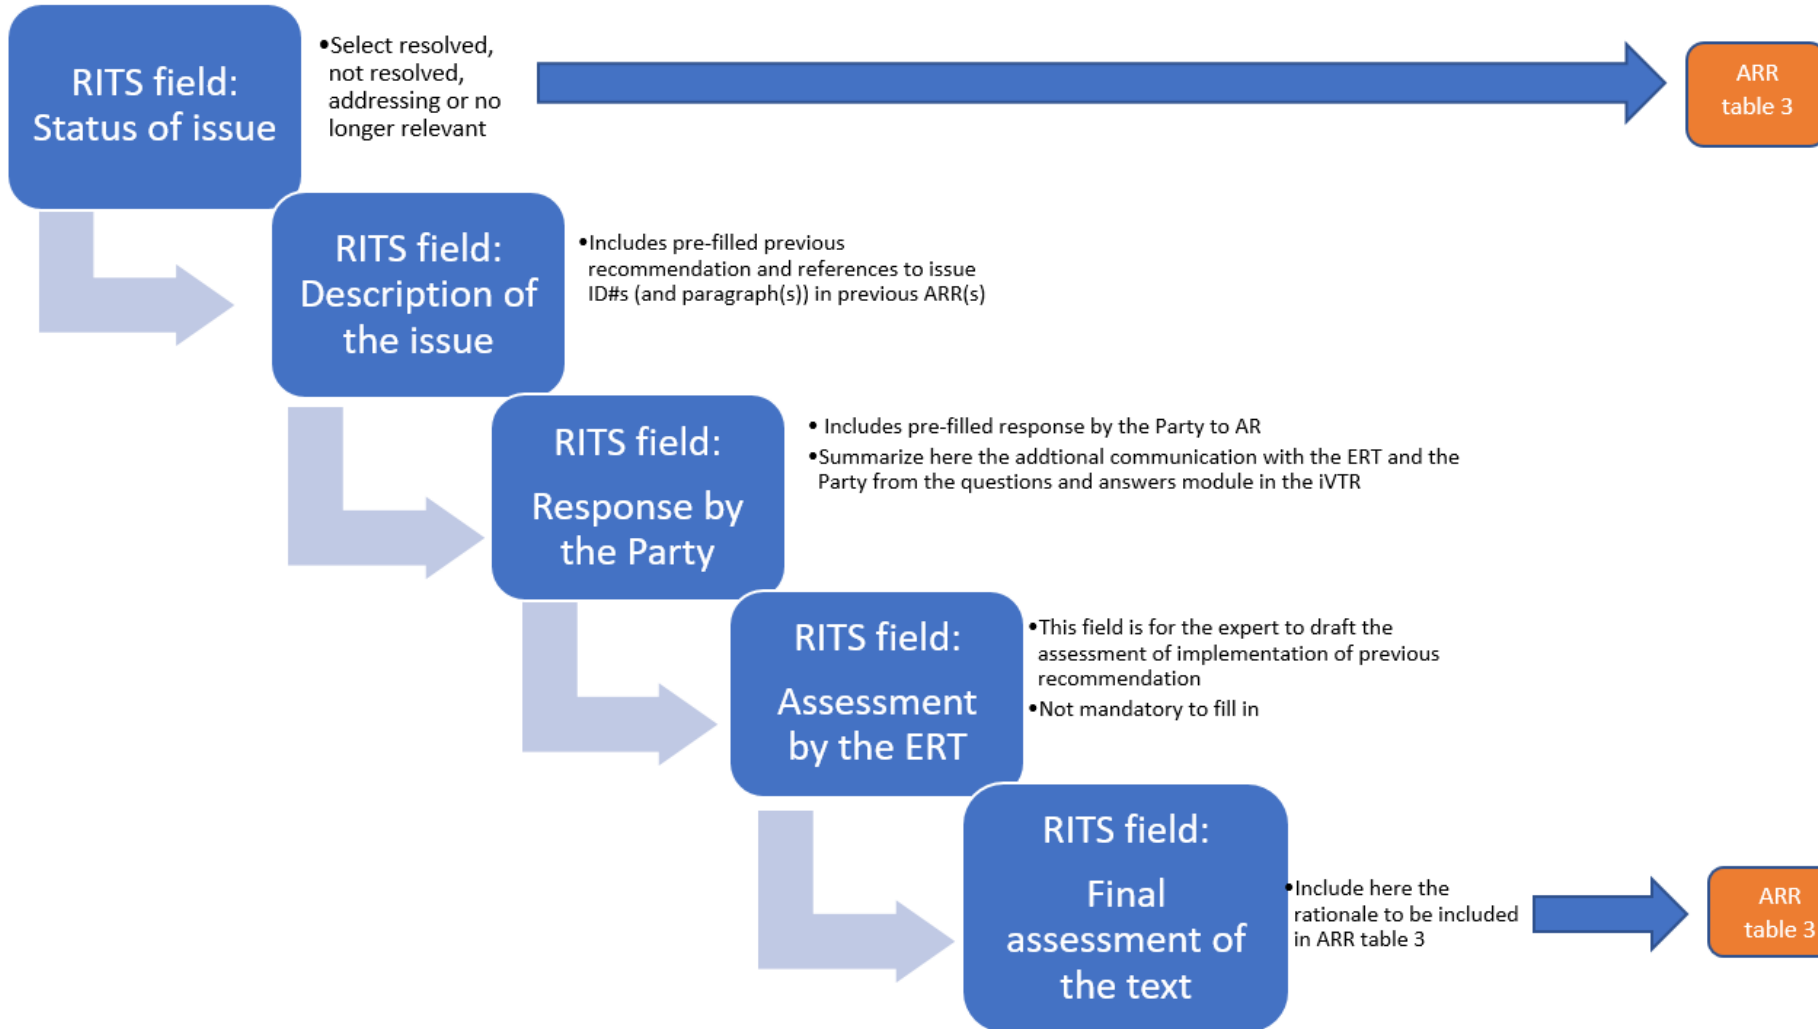 RITS field:
Status of issue
•Select resolved,
not resolved,
addressing or no
longer relevant
ARR
table 3
RITS field:
Description of
the issue
•Includes pre-filled previous
recommendation and references to issue
ID#s (and paragraph(s)) in previous ARR(s)
RITS field:
Response by
the Party
• Includes pre-filled response by the Party to AR
•Summarize here the addtional communication with the ERT and the
Party from the questions and answers module in the iVTR
RITS field:
Assessment
by the ERT
•This field is for the expert to draft the
assessment of implementation of previous
recommendation
•Not mandatory to fill in
RITS field:
Final
assessment of
the text
•Include here the
rationale to be included
in ARR table 3
ARR
table 3